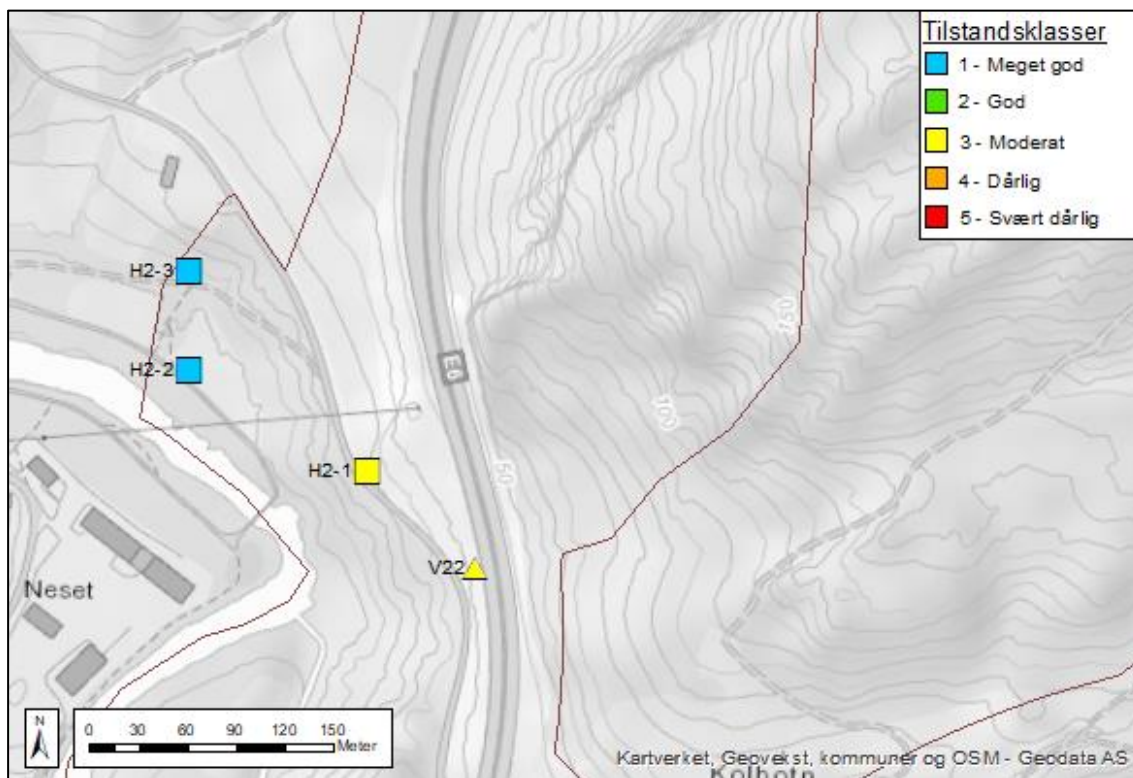 Tilstandsklasser
1 - Meget god
2 - God
3 - Moderat
4 - Dårlig
5 - Svært dårlig
H2-3
H2-2
E6
150
100
50
H2-1
V22
Neset
N
0 30 60 90 120 150
Meter
Kartverket, Geovekst, kommuner og OSM - Geodata AS
Kolbotn